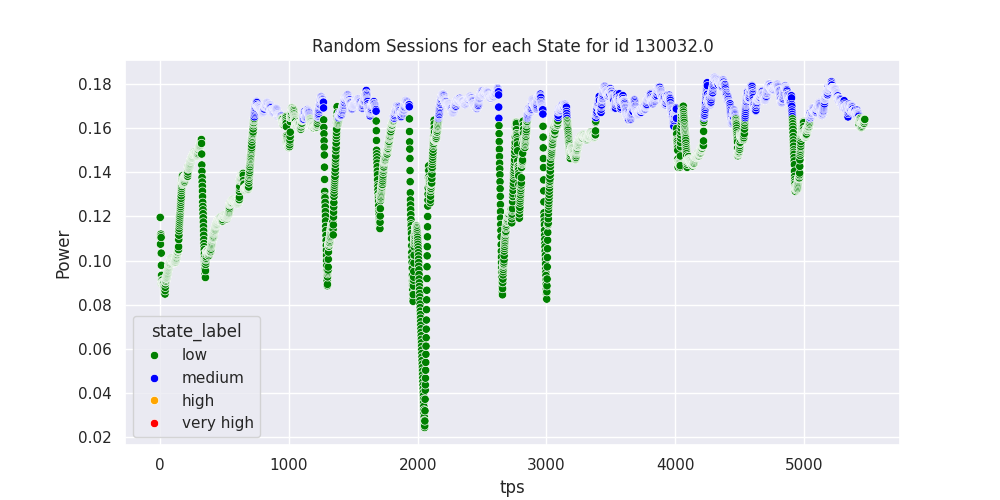 Random Sessions for each State for id 130032.0
0.18
0.16
0.14
0.12
0.10
0.08
0.06
0.04
0.02
Power
state_label
low
medium
high
very high
0 1000 2000 3000 4000 5000
tps